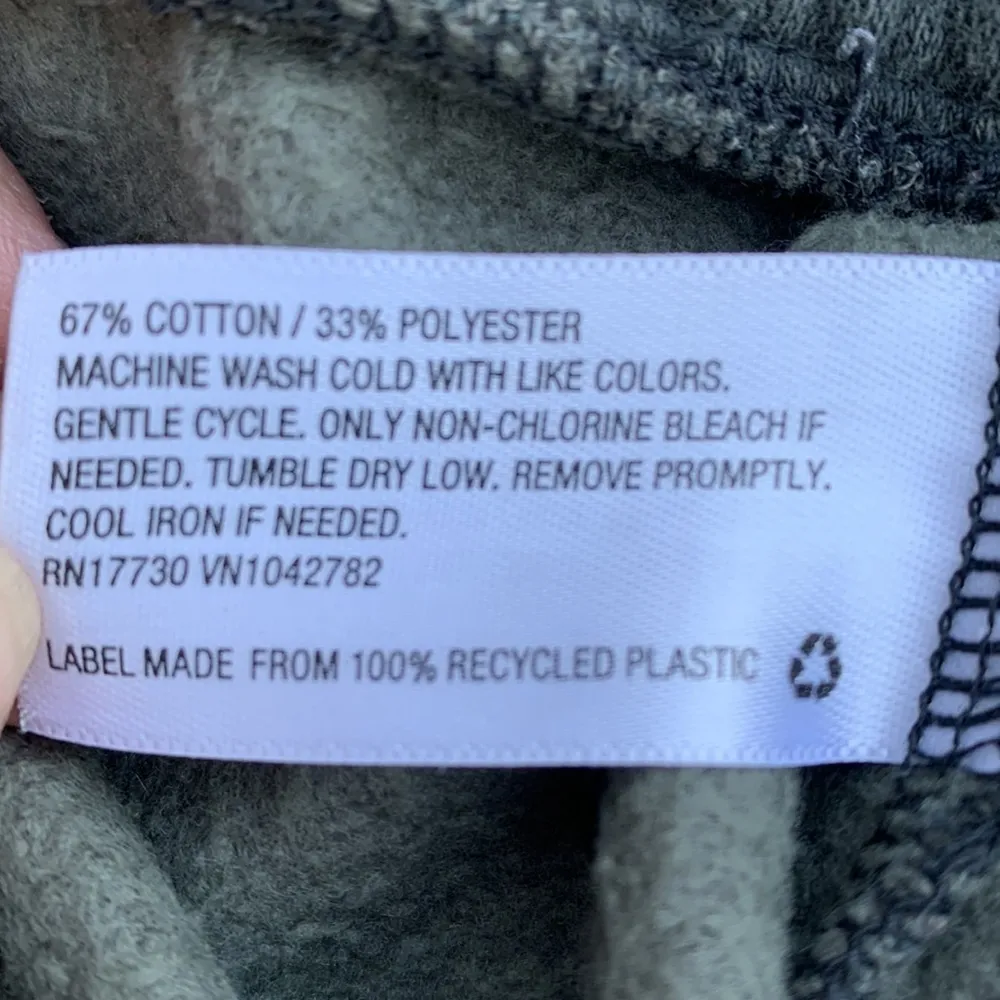 67% COTTON / 33% POLYESTER
MACHINE WASH COLD WITH LIKE COLORS.
GENTLE CYCLE. ONLY NON-CHLORINE BLEACH IF
NEEDED. TUMBLE DRY LOW. REMOVE PROMPTLY.
COOL IRON IF NEEDED.
RN17730 VN1042782
LABEL MADE FROM 100% RECYCLED PLASTIC